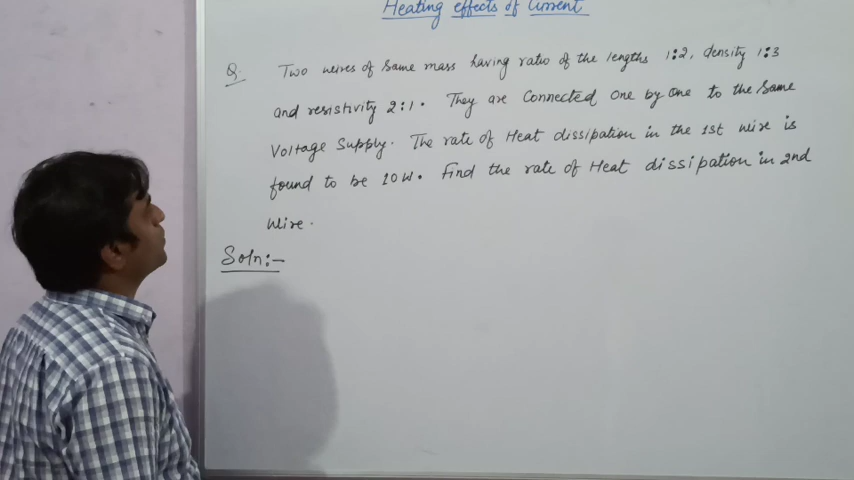 Heating effects of Current
Q. Two wires of same mass having ratio of the lengths 1:2, density 1:3
and resistivity 2:1. They are Connected one by one to the same
Voltage Supply. The rate of Heat dissipation in the 1st wire is
found to be 10W. Find the rate of Heat dissipation in 2nd
Wire.
Soln:-